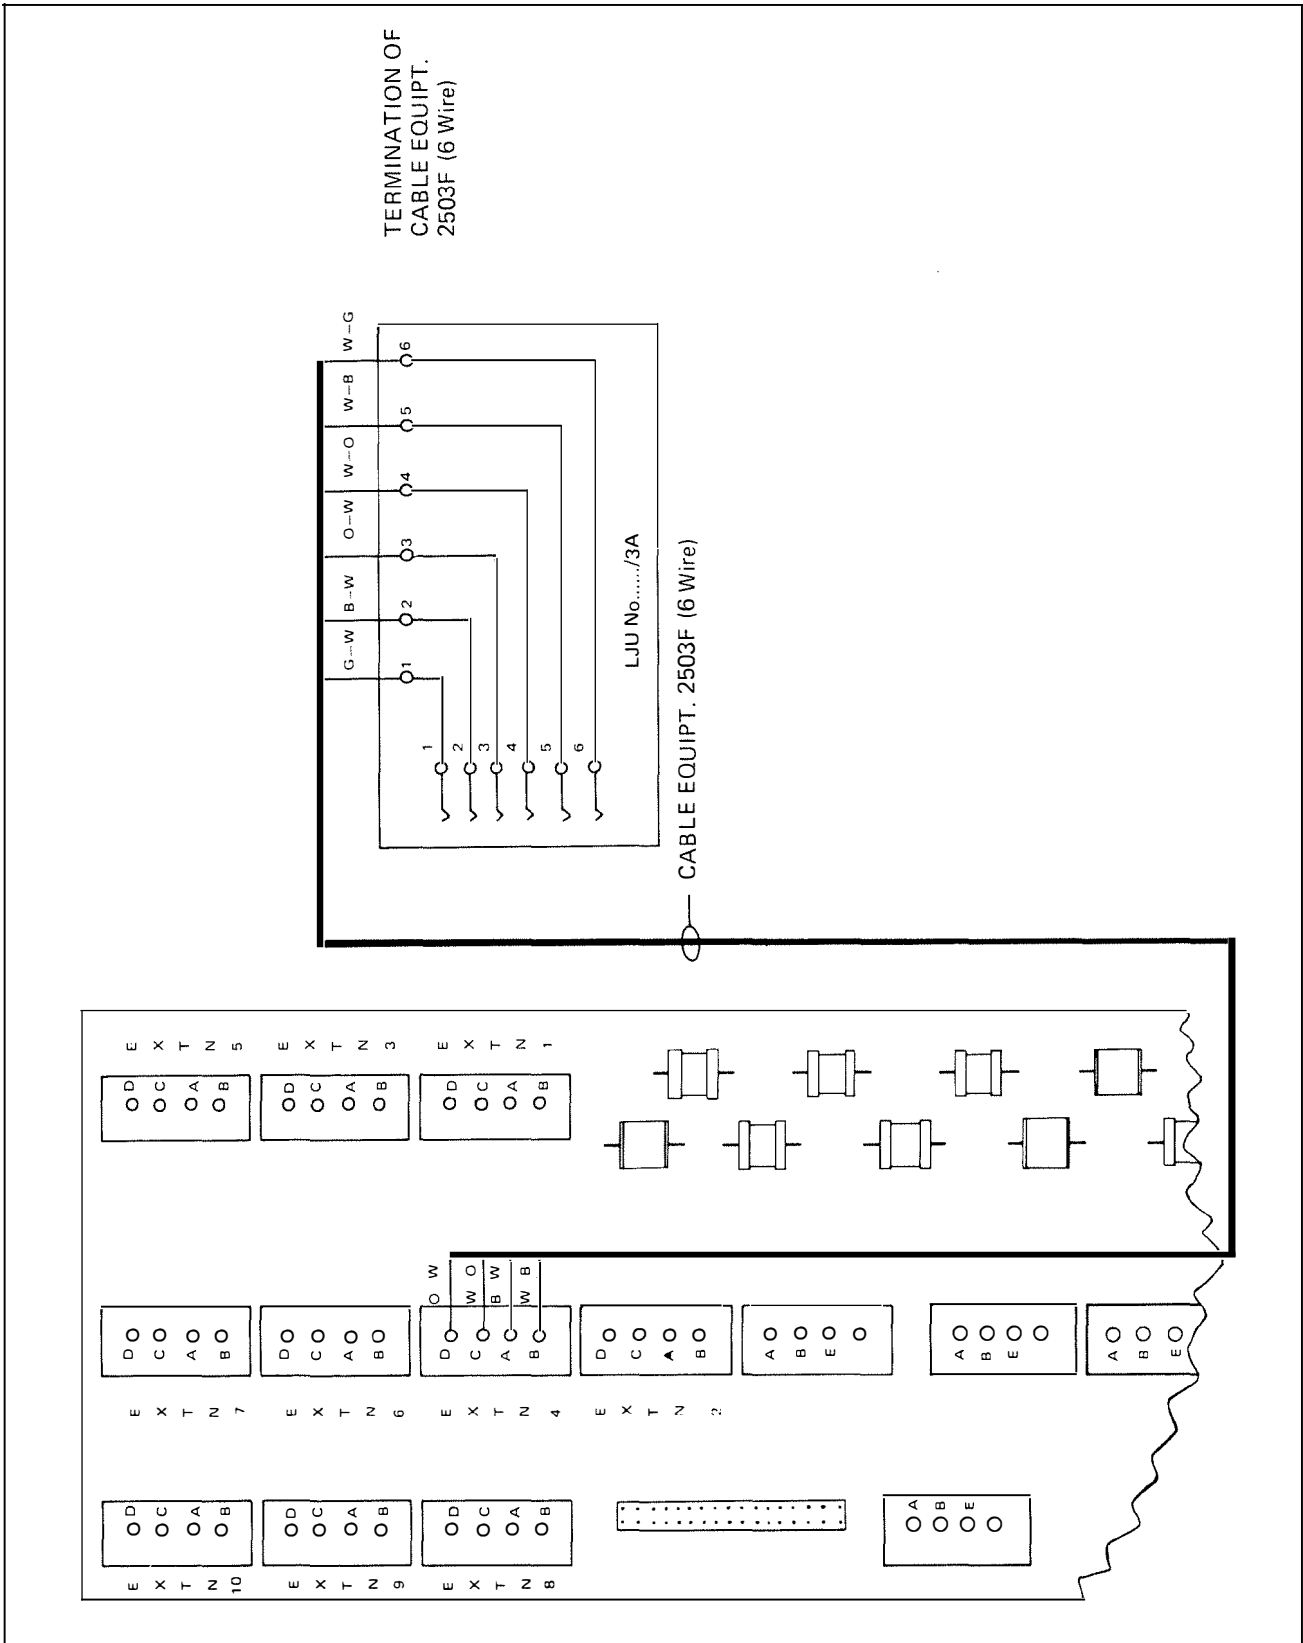 TERMINATION OF
CABLE EQUIPT.
2503F (6 Wire)
G-W B-W O-W W-O W-B W-G
1 2 3 4 5 6
1
2
3
4
5
6
LJU No....../3A
CABLE EQUIPT. 2503F (6 Wire)
EXTN 5
D
C
A
B
EXTN 3
D
C
A
B
EXTN 1
D
C
A
B
O W
W O
B W
W B
D
C
A
B
EXTN 7
D
C
A
B
EXTN 6
D
C
A
B
EXTN 4
D
C
A
B
EXTN 2
A
B
E
A
B
E
A
B
E
D
C
A
B
EXTN 10
D
C
A
B
EXTN 9
D
C
A
B
EXTN 8
A
B
E